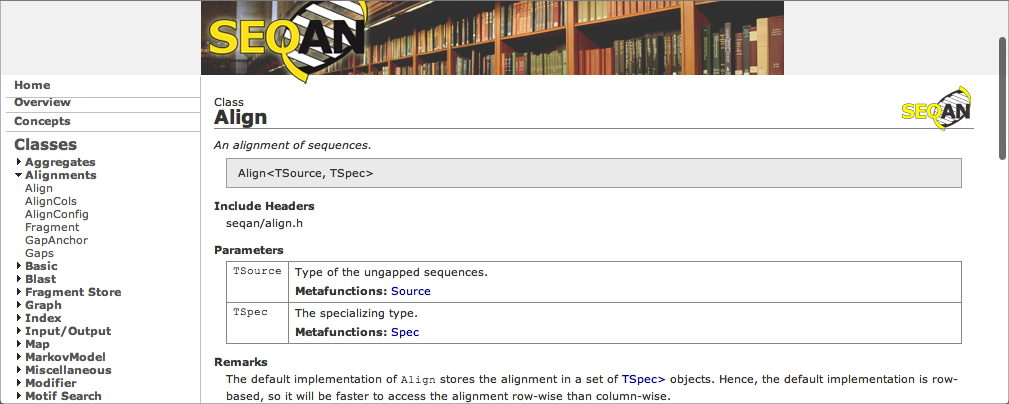 SEQAN
Home
Overview
Concepts
Classes
Aggregates
Alignments
Align
AlignCols
AlignConfig
Fragment
GapAnchor
Gaps
Basic
Blast
Fragment Store
Graph
Index
Input/Output
Map
MarkovModel
Miscellaneous
Modifier
Motif Search
Class
Align
SEQAN
An alignment of sequences.
Align<TSource, TSpec>
Include Headers
seqan/align.h
Parameters
TSource Type of the ungapped sequences.
Metafunctions: Source
TSpec The specializing type.
Metafunctions: Spec
Remarks
The default implementation of Align stores the alignment in a set of TSpec> objects. Hence, the default implementation is row-
based, so it will be faster to access the alignment row-wise than column-wise.